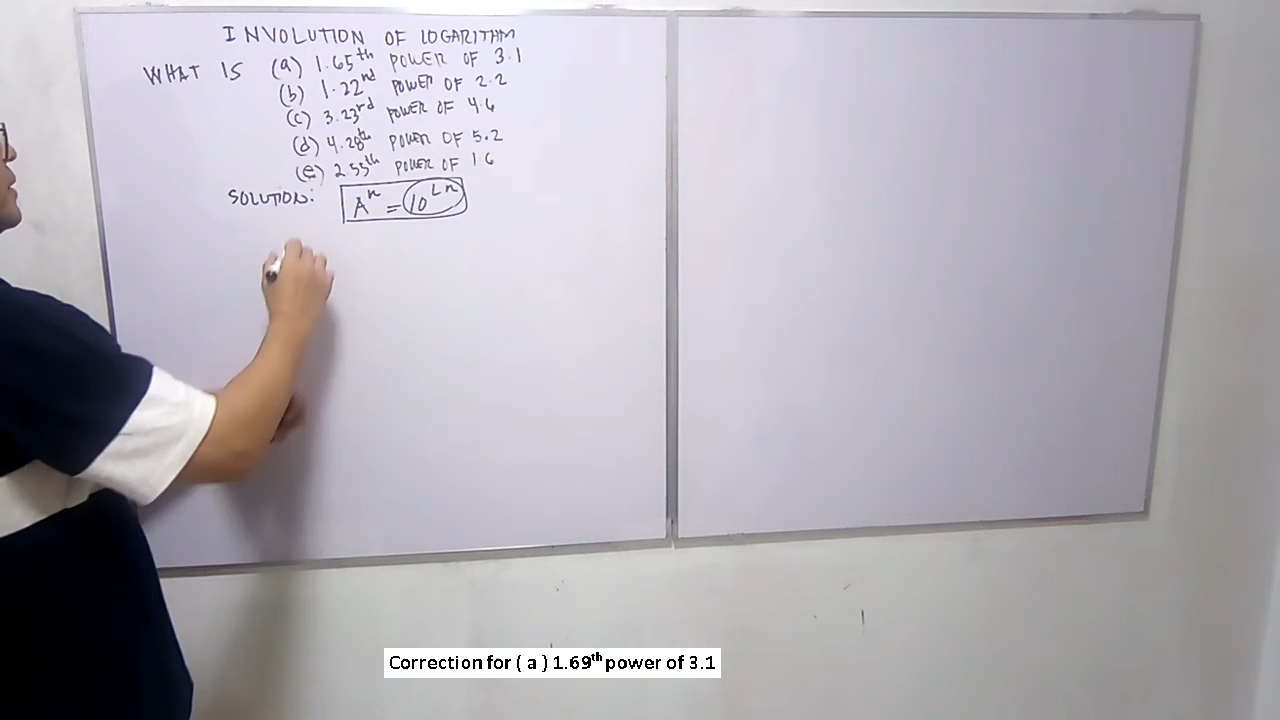 INVOLUTION OF LOGARITHM
WHAT IS (a) 1.65th POWER OF 3.1
(b) 1.22nd POWER OF 2.2
(c) 3.23rd POWER OF 4.6
(d) 4.28th POWER OF 5.2
(e) 2.55th POWER OF 1.6
SOLUTION: A^n = 10^Ln
Correction for ( a ) 1.69th power of 3.1